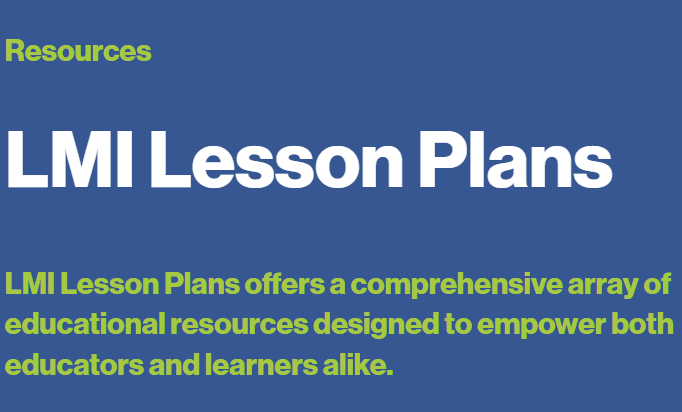 Resources
LMI Lesson Plans
LMI Lesson Plans offers a comprehensive array of
educational resources designed to empower both
educators and learners alike.